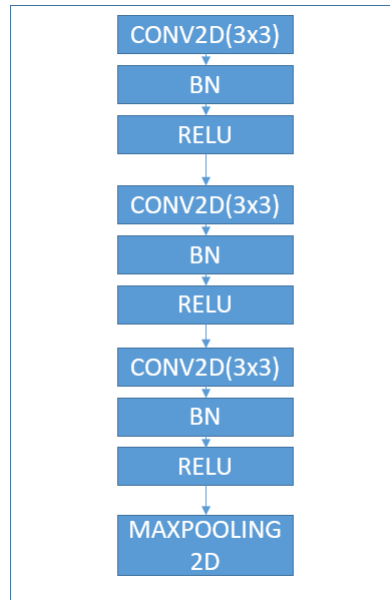 CONV2D(3x3)
BN
RELU
CONV2D(3x3)
BN
RELU
CONV2D(3x3)
BN
RELU
MAXPOOLING
2D